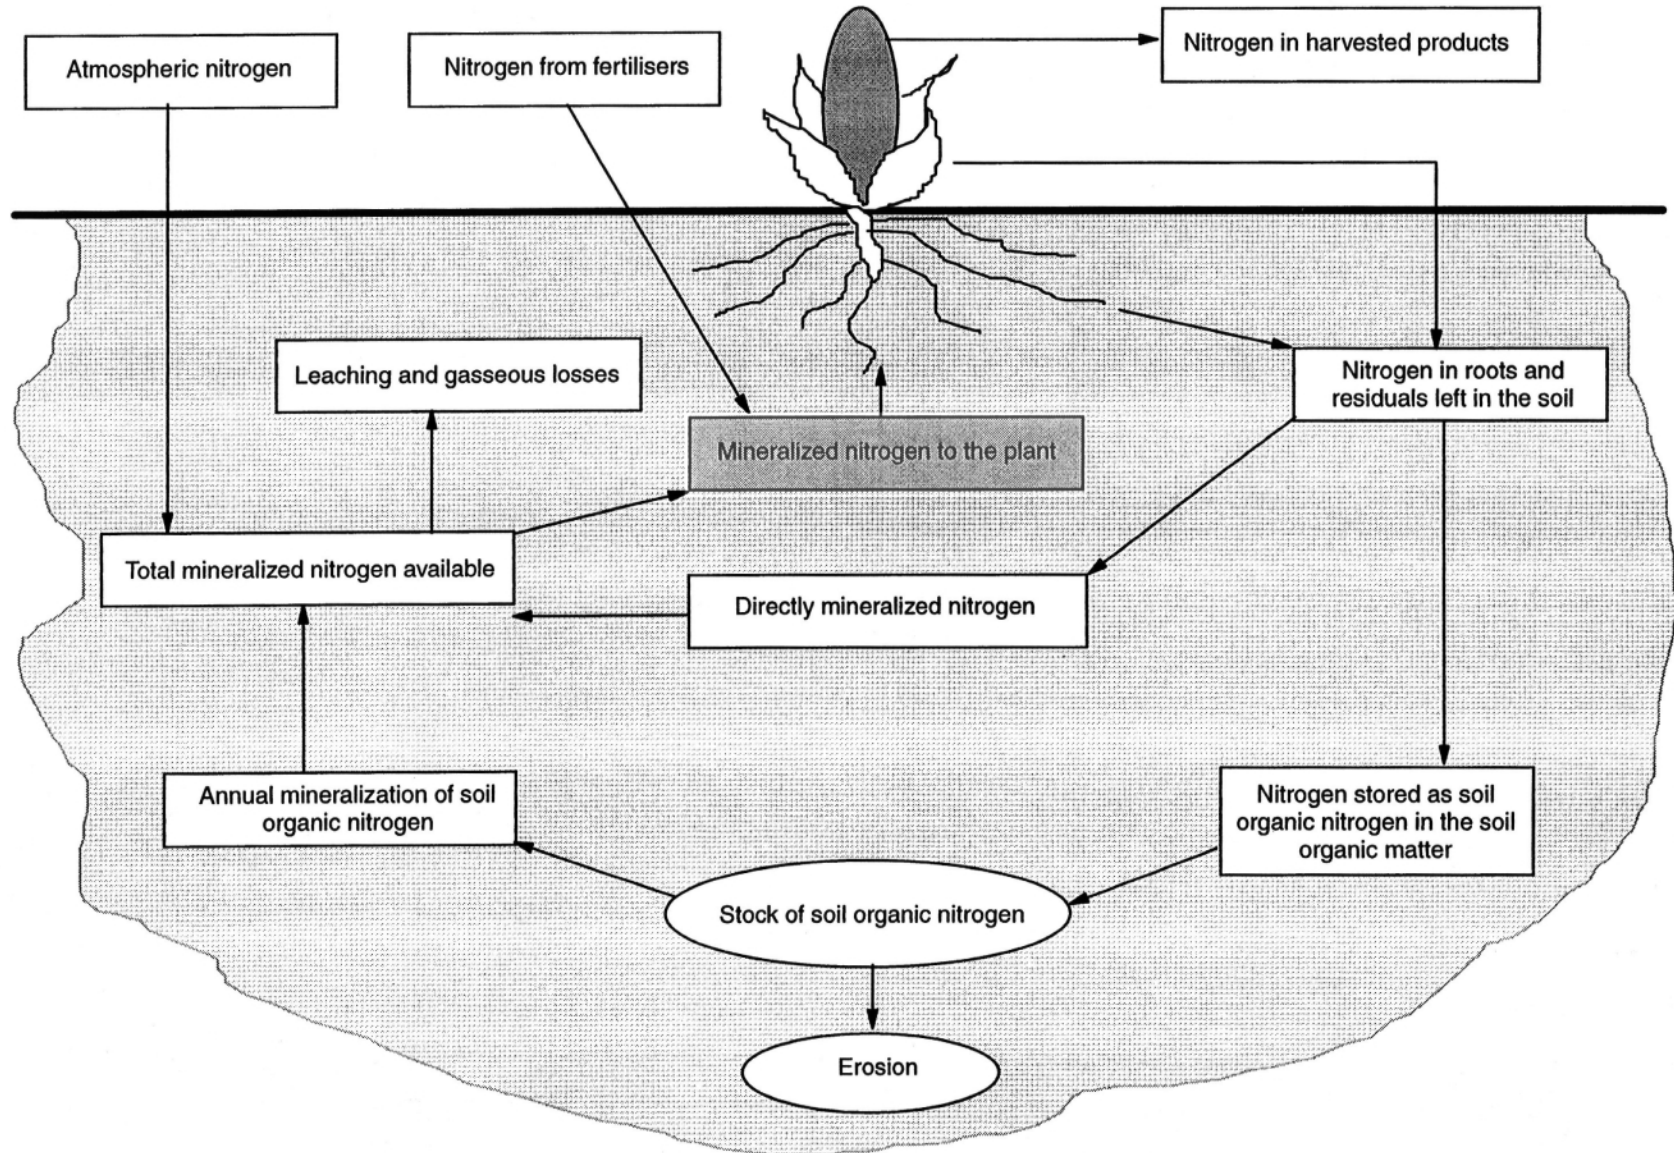 Atmospheric nitrogen
Nitrogen from fertilisers
Nitrogen in harvested products
Leaching and gasseous losses
Nitrogen in roots and
residuals left in the soil
Mineralized nitrogen to the plant
Total mineralized nitrogen available
Directly mineralized nitrogen
Annual mineralization of soil
organic nitrogen
Nitrogen stored as soil
organic nitrogen in the soil
organic matter
Stock of soil organic nitrogen
Erosion